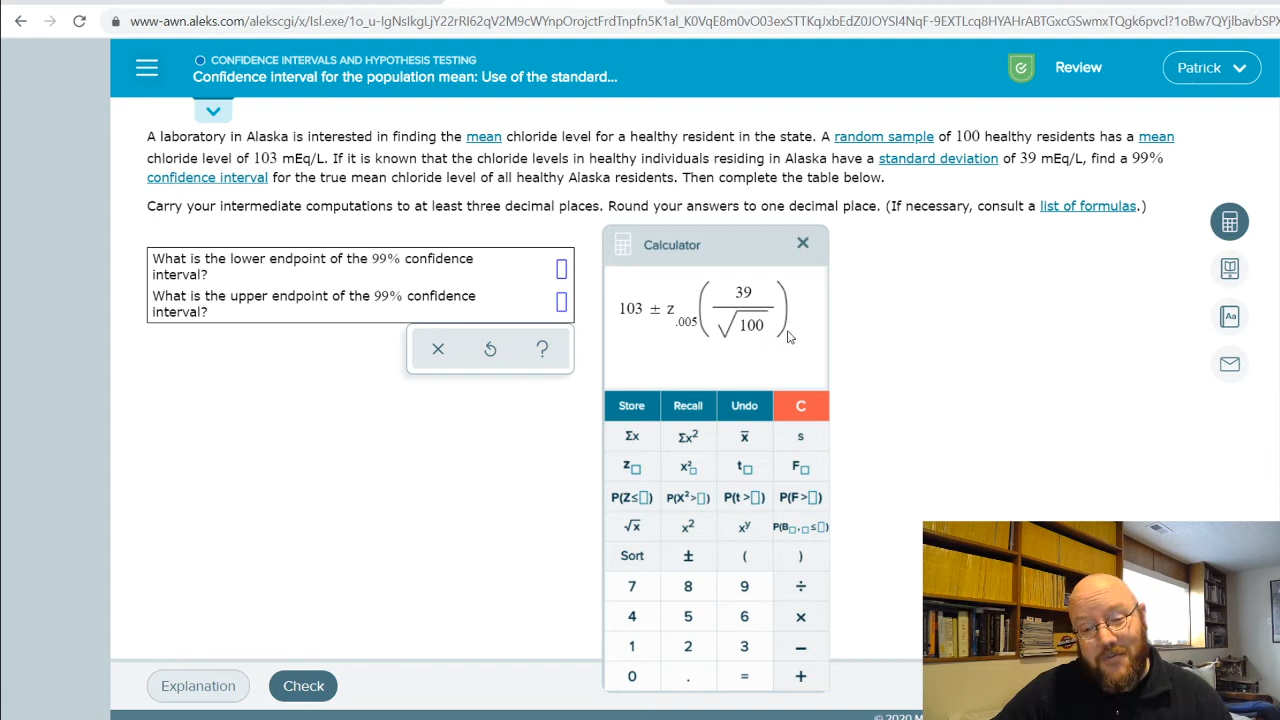 www-awn.aleks.com/alekscgi/x/Isl.exe/1o_u-IgNsIkgLjY22rRI62qV2M9cWYnpOrojctFrdTnpfn5K1al_K0VqE8m0vO03exSTTKqJxbEdZ0JOYSI4NqF-9EXTLcq8HYAHrABTGxcGSwmxTQgk6pvcl?1oBw7QYjlbavbSPX
CONFIDENCE INTERVALS AND HYPOTHESIS TESTING
Confidence interval for the population mean: Use of the standard...
Review
Patrick
A laboratory in Alaska is interested in finding the mean chloride level for a healthy resident in the state. A random sample of 100 healthy residents has a mean
chloride level of 103 mEq/L. If it is known that the chloride levels in healthy individuals residing in Alaska have a standard deviation of 39 mEq/L, find a 99%
confidence interval for the true mean chloride level of all healthy Alaska residents. Then complete the table below.
Carry your intermediate computations to at least three decimal places. Round your answers to one decimal place. (If necessary, consult a list of formulas.)
What is the lower endpoint of the 99% confidence
interval?
What is the upper endpoint of the 99% confidence
interval?
× ↺ ?
Calculator ×
103 ± z.005(39/√100)
Store Recall Undo C
Σx Σx² x̄ s
z□ x²□ t□ F□
P(Z≤□) P(X²>□) P(t>□) P(F>□)
√x x² xʸ P(B□,□≤□)
Sort ± ( )
7 8 9 ÷
4 5 6 ×
1 2 3 −
0 . = +
Aa
Explanation
Check
© 2020 M